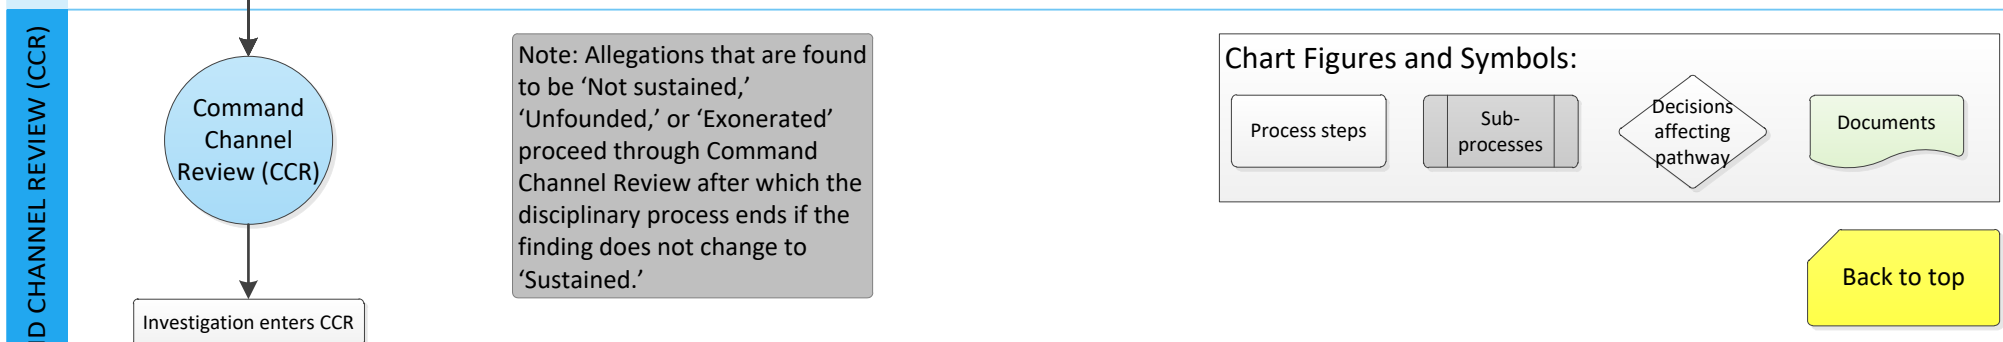 ND CHANNEL REVIEW (CCR)
Command
Channel
Review (CCR)
Investigation enters CCR
Note: Allegations that are found
to be ‘Not sustained,’
‘Unfounded,’ or ‘Exonerated’
proceed through Command
Channel Review after which the
disciplinary process ends if the
finding does not change to
‘Sustained.’
Chart Figures and Symbols:
Process steps
Sub-
processes
Decisions
affecting
pathway
Documents
Back to top